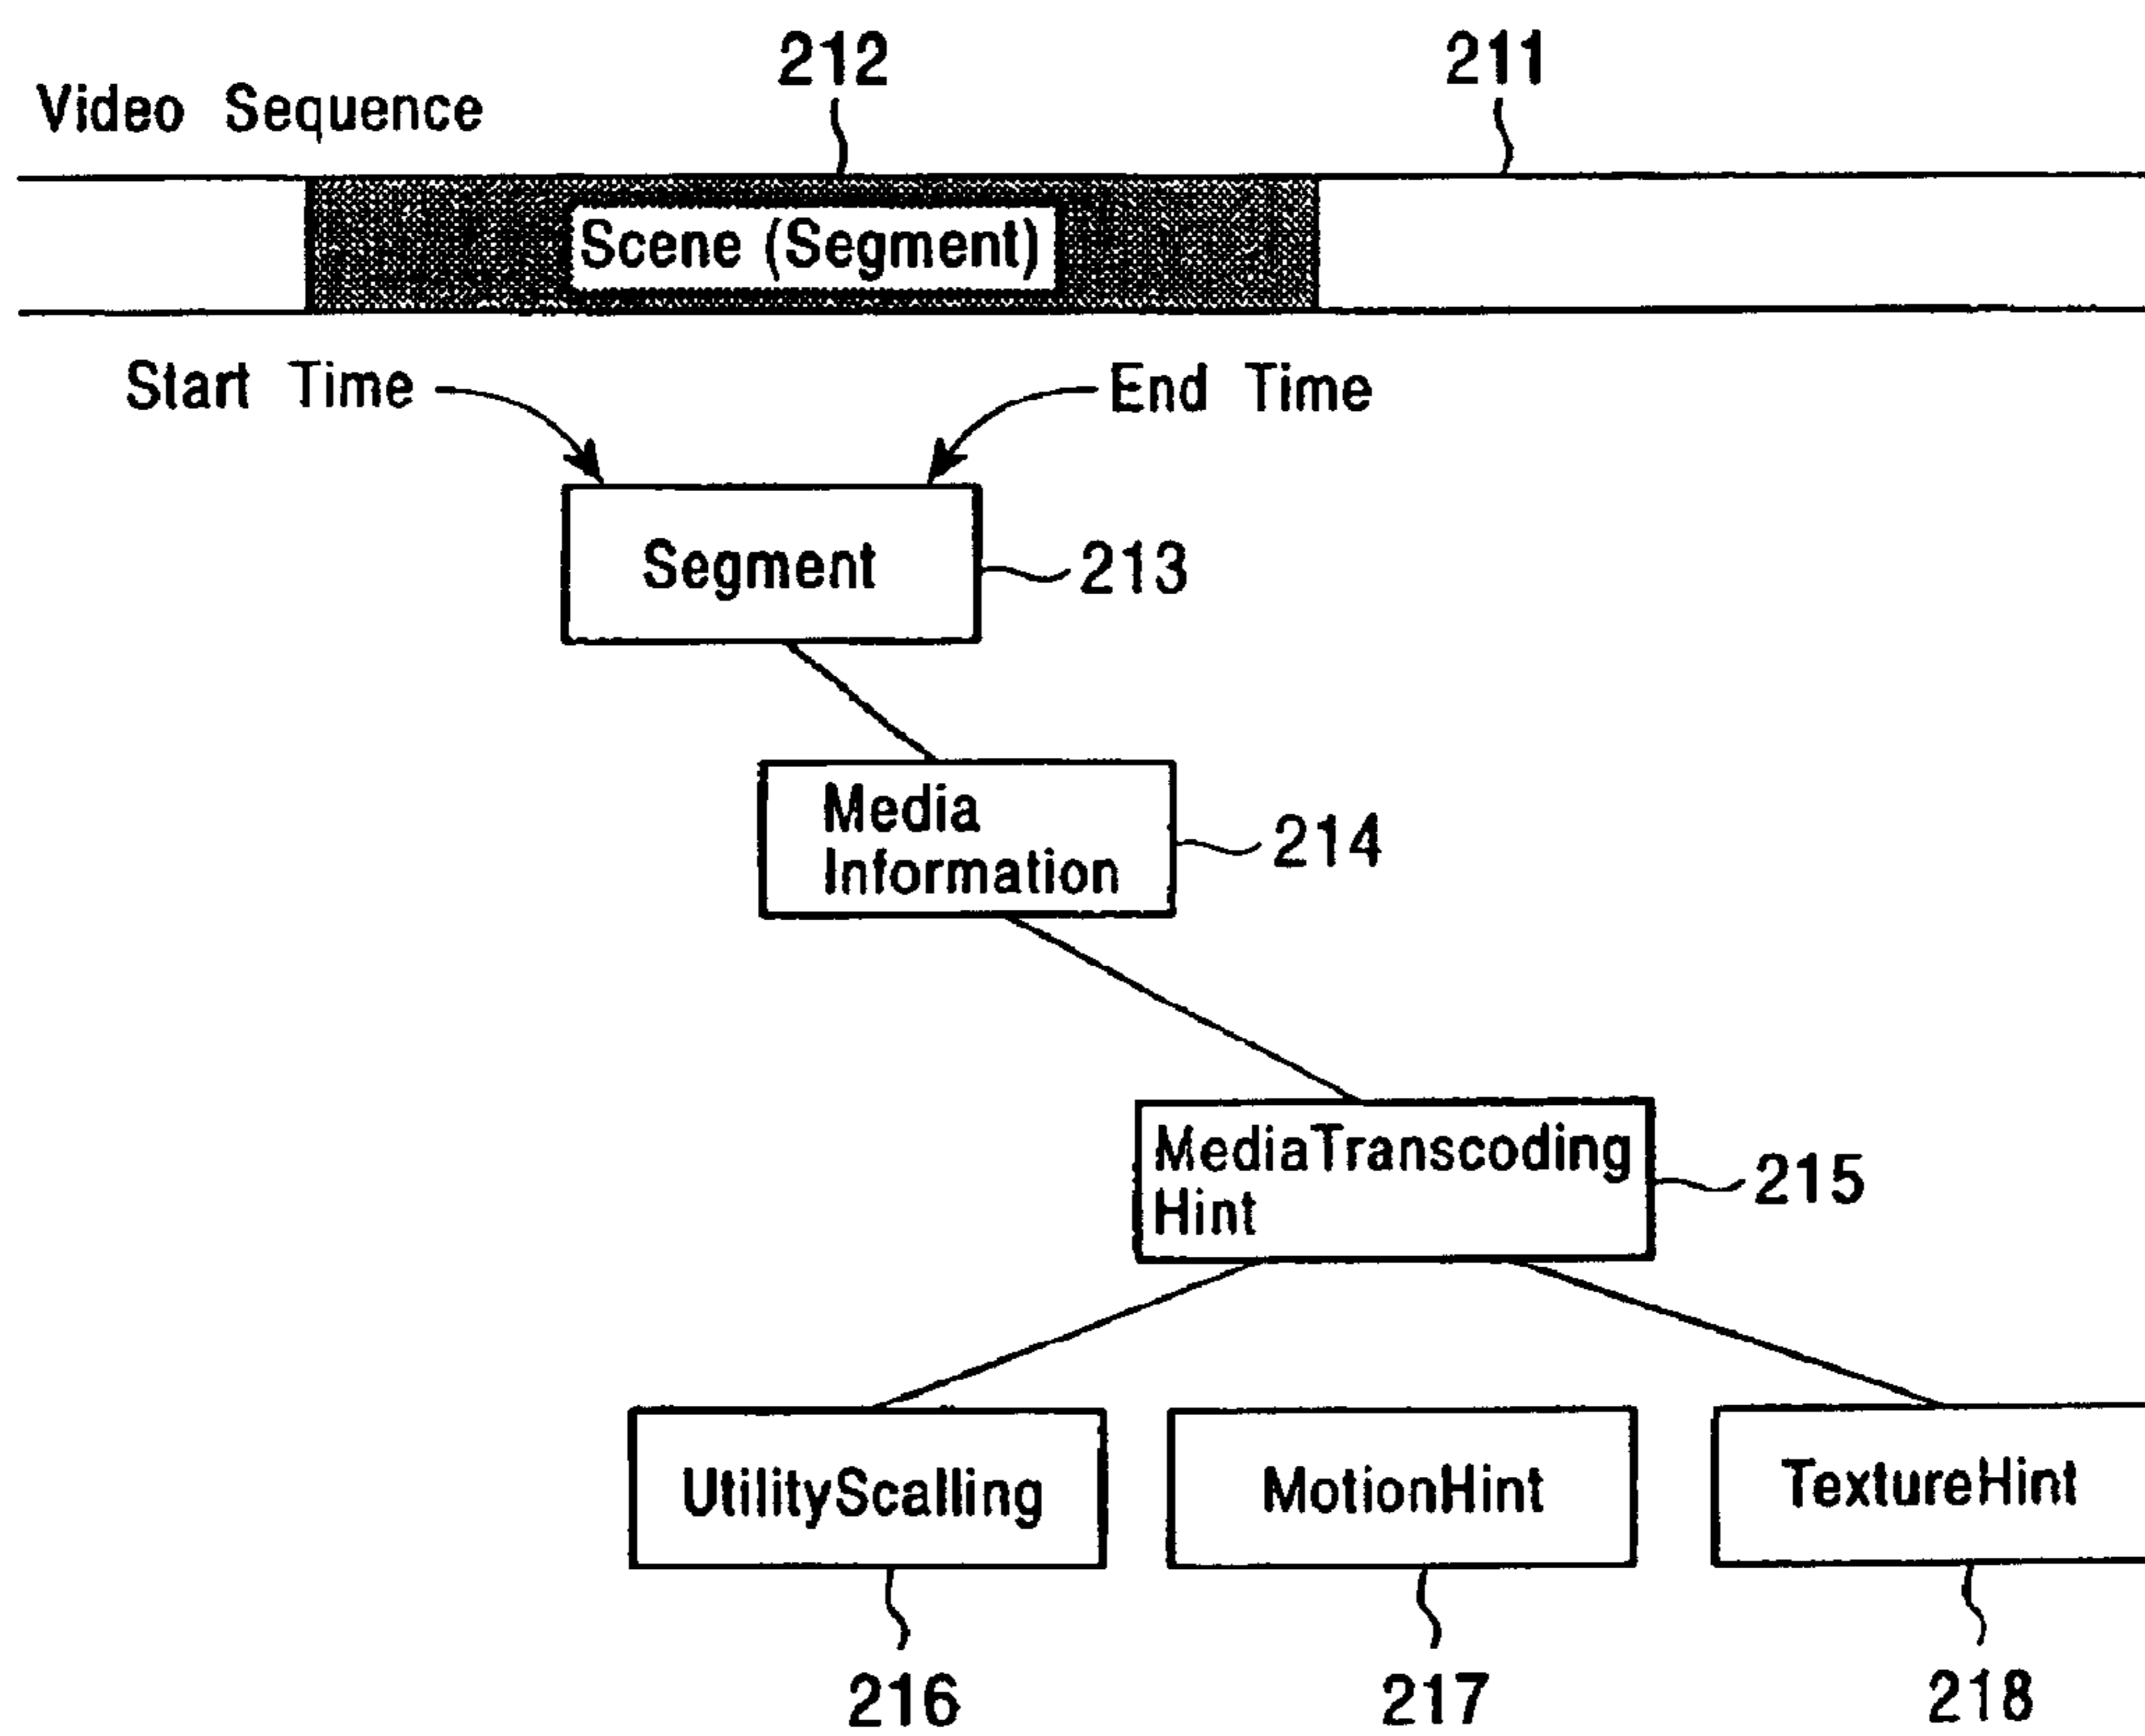 212
211
Video Sequence
Scene (Segment)
Start Time
End Time
Segment
213
Media
Information
214
MediaTranscoding
Hint
215
UtilityScalling
MotionHint
TextureHint
216
217
218